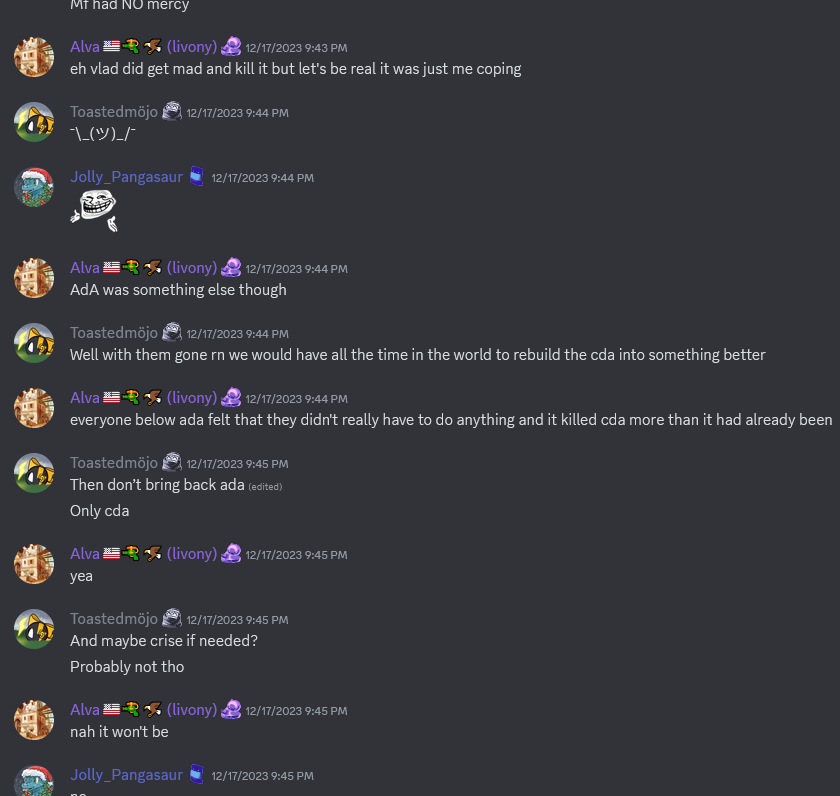 Mf had NO mercy
Alva 🇺🇸🔫🦅 (livony) 12/17/2023 9:43 PM
eh vlad did get mad and kill it but let's be real it was just me coping
Toastedmöjo 12/17/2023 9:44 PM
¯\_(ツ)_/¯
Jolly_Pangasaur 12/17/2023 9:44 PM
Alva 🇺🇸🔫🦅 (livony) 12/17/2023 9:44 PM
AdA was something else though
Toastedmöjo 12/17/2023 9:44 PM
Well with them gone rn we would have all the time in the world to rebuild the cda into something better
Alva 🇺🇸🔫🦅 (livony) 12/17/2023 9:44 PM
everyone below ada felt that they didn't really have to do anything and it killed cda more than it had already been
Toastedmöjo 12/17/2023 9:45 PM
Then don't bring back ada (edited)
Only cda
Alva 🇺🇸🔫🦅 (livony) 12/17/2023 9:45 PM
yea
Toastedmöjo 12/17/2023 9:45 PM
And maybe crise if needed?
Probably not tho
Alva 🇺🇸🔫🦅 (livony) 12/17/2023 9:45 PM
nah it won't be
Jolly_Pangasaur 12/17/2023 9:45 PM